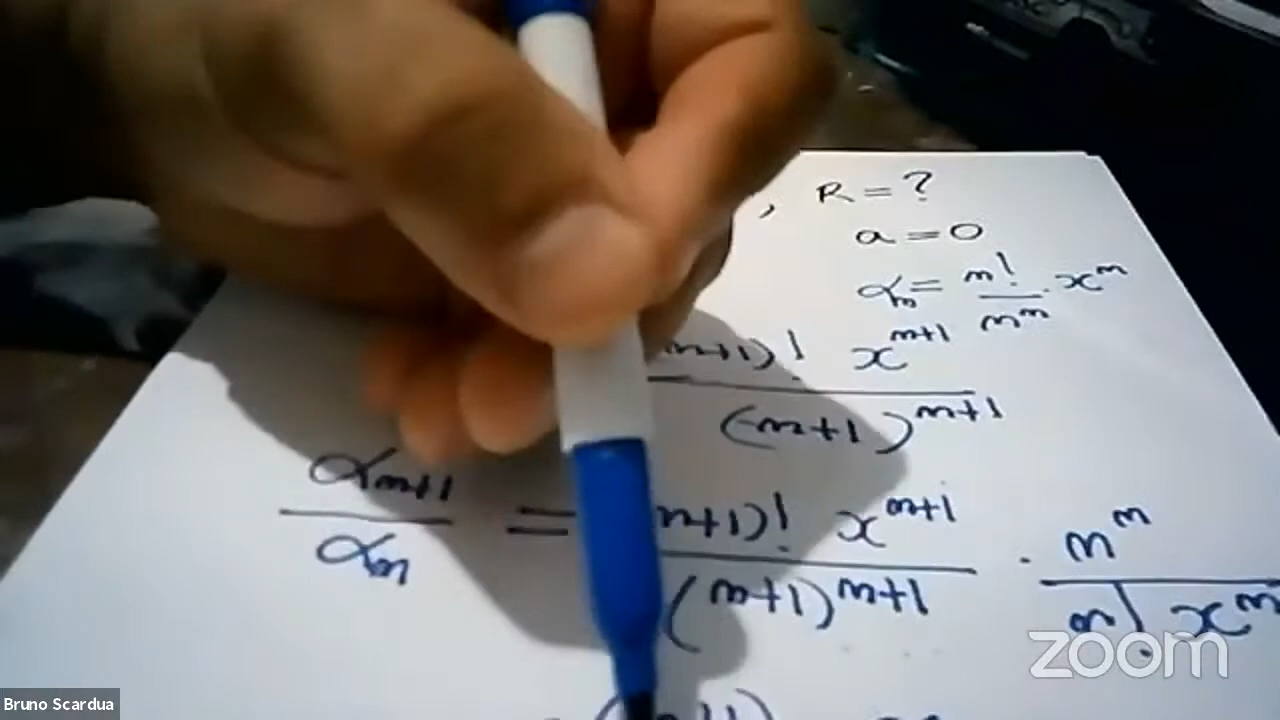 , R = ?
a = 0
αₙ = n!/nⁿ · xⁿ
(n+1)! xⁿ⁺¹
(n+1)ⁿ⁺¹
αₙ₊₁/αₙ = (n+1)! xⁿ⁺¹/(n+1)ⁿ⁺¹ · nⁿ/n! xⁿ
zoom
Bruno Scardua